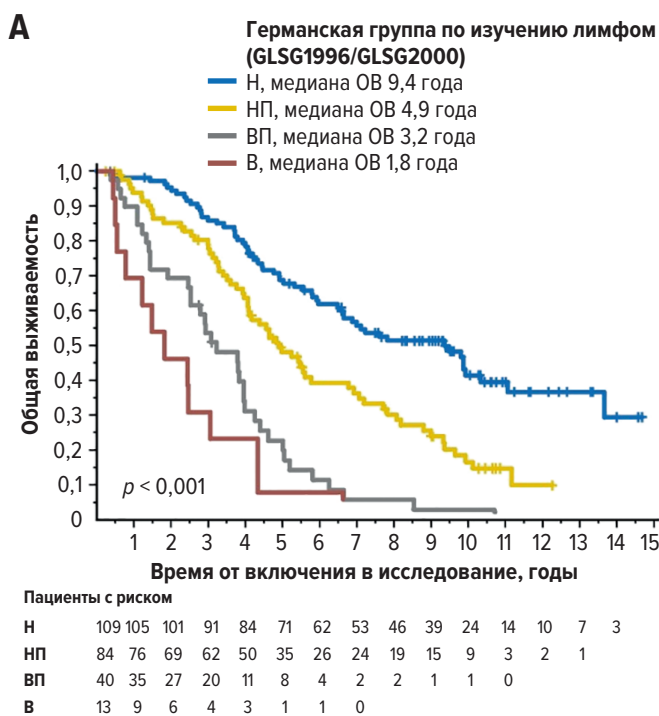 А
Германская группа по изучению лимфом
(GLSG1996/GLSG2000)
Н, медиана ОВ 9,4 года
НП, медиана ОВ 4,9 года
ВП, медиана ОВ 3,2 года
В, медиана ОВ 1,8 года
Общая выживаемость
1,0
0,9
0,8
0,7
0,6
0,5
0,4
0,3
0,2
0,1
0
p < 0,001
1 2 3 4 5 6 7 8 9 10 11 12 13 14 15
Время от включения в исследование, годы
Пациенты с риском
Н 109 105 101 91 84 71 62 53 46 39 24 14 10 7 3
НП 84 76 69 62 50 35 26 24 19 15 9 3 2 1
ВП 40 35 27 20 11 8 4 2 2 1 1 0
В 13 9 6 4 3 1 1 0